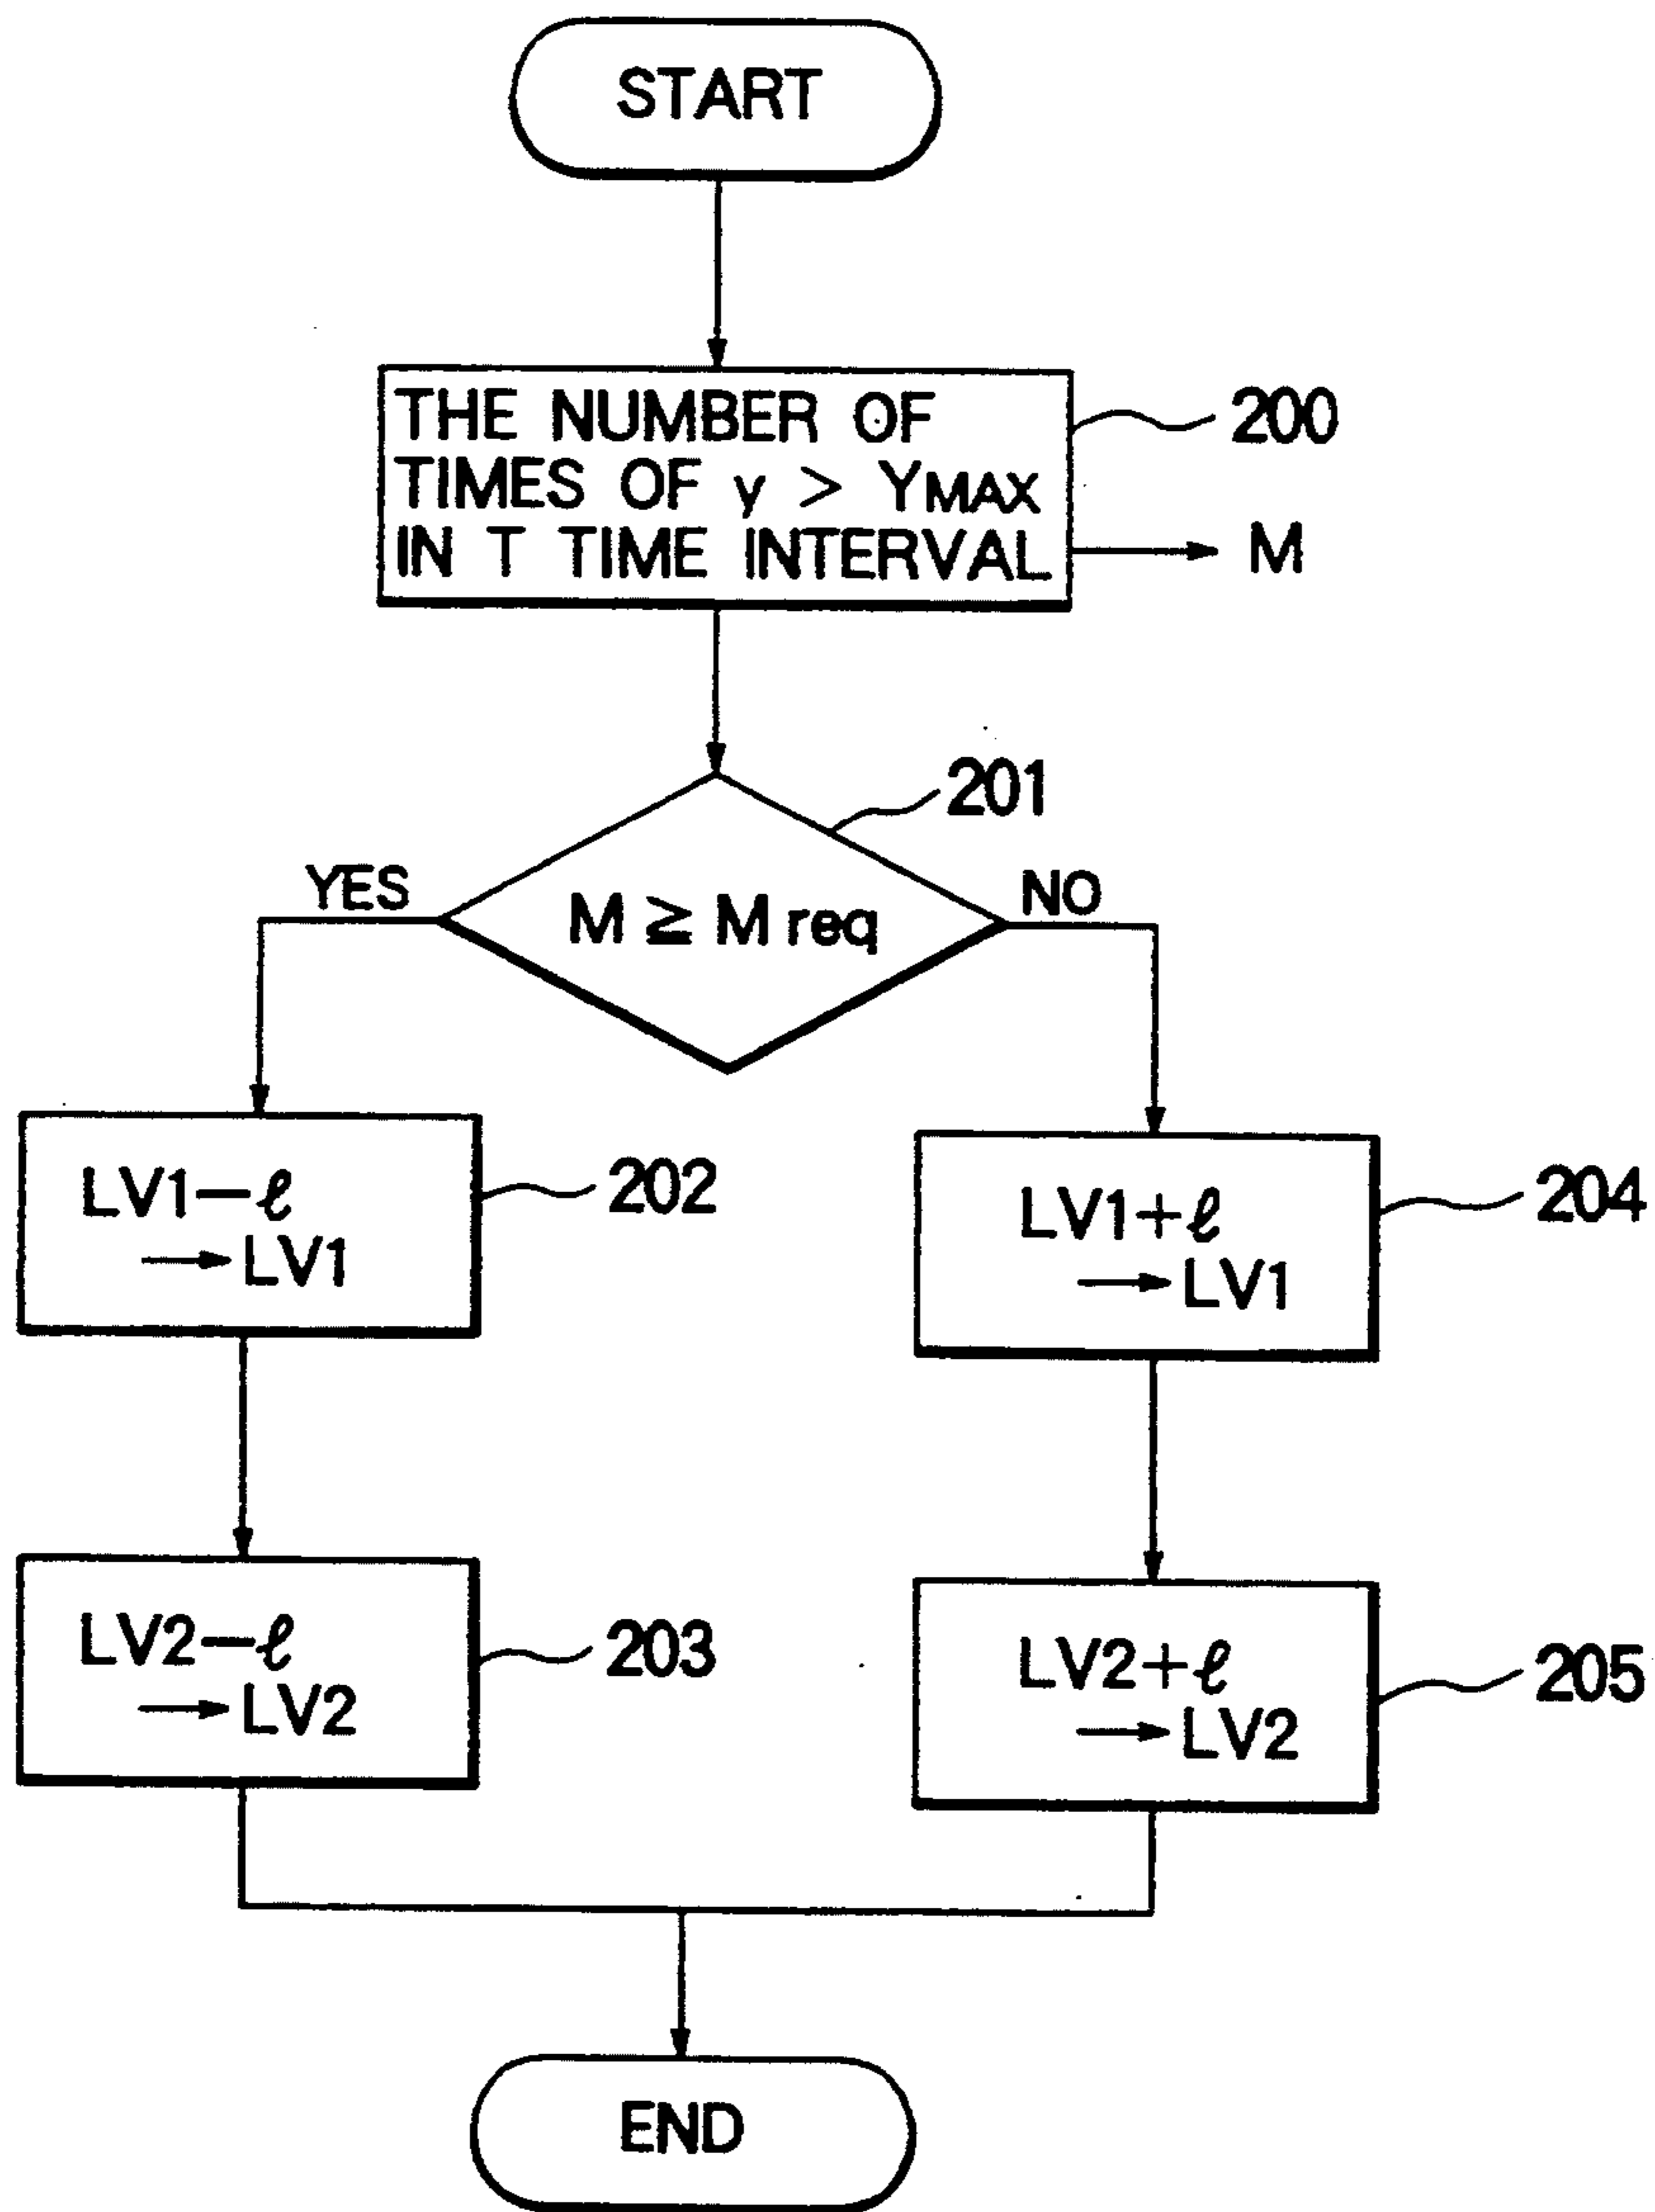 START
THE NUMBER OF
TIMES OF y > YMAX
IN T TIME INTERVAL
200
M
201
YES
M ≧ M req
NO
LV1−ℓ
→LV1
202
LV1+ℓ
→LV1
204
LV2−ℓ
→LV2
203
LV2+ℓ
→LV2
205
END